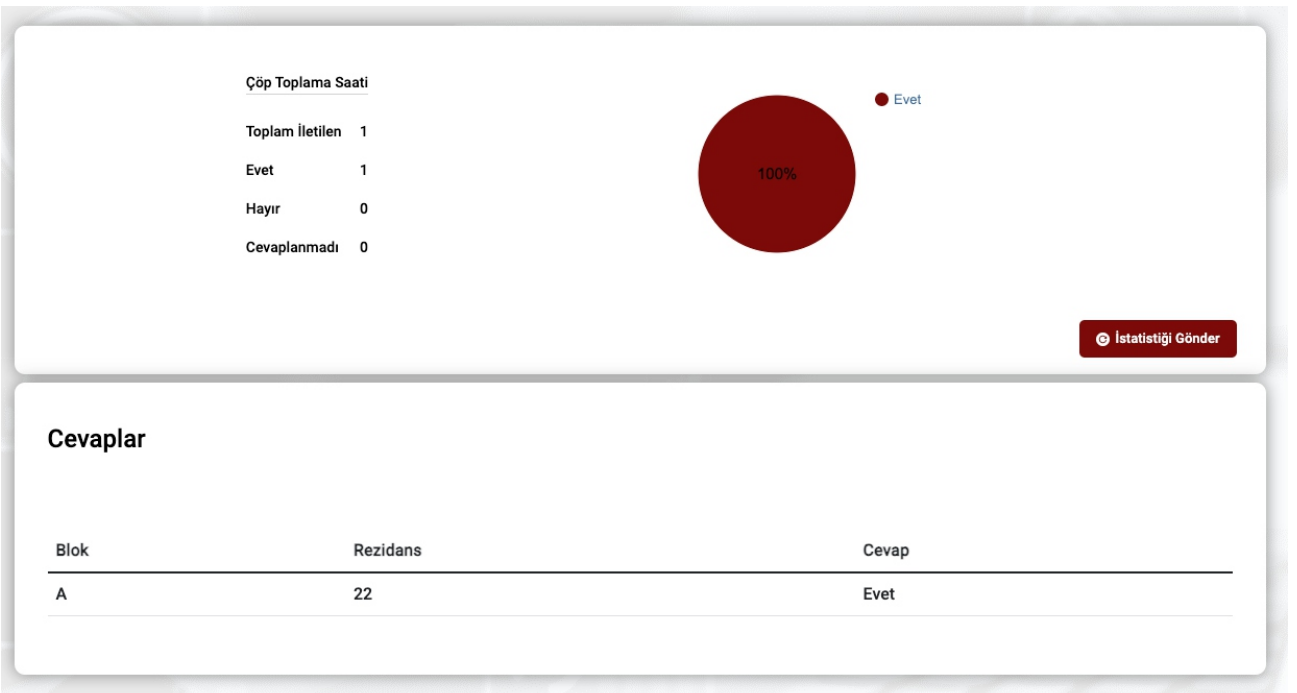 Çöp Toplama Saati
Toplam İletilen 1
Evet 1
Hayır 0
Cevaplanmadı 0
Evet
100%
İstatistiği Gönder
Cevaplar
Blok Rezidans Cevap
A 22 Evet